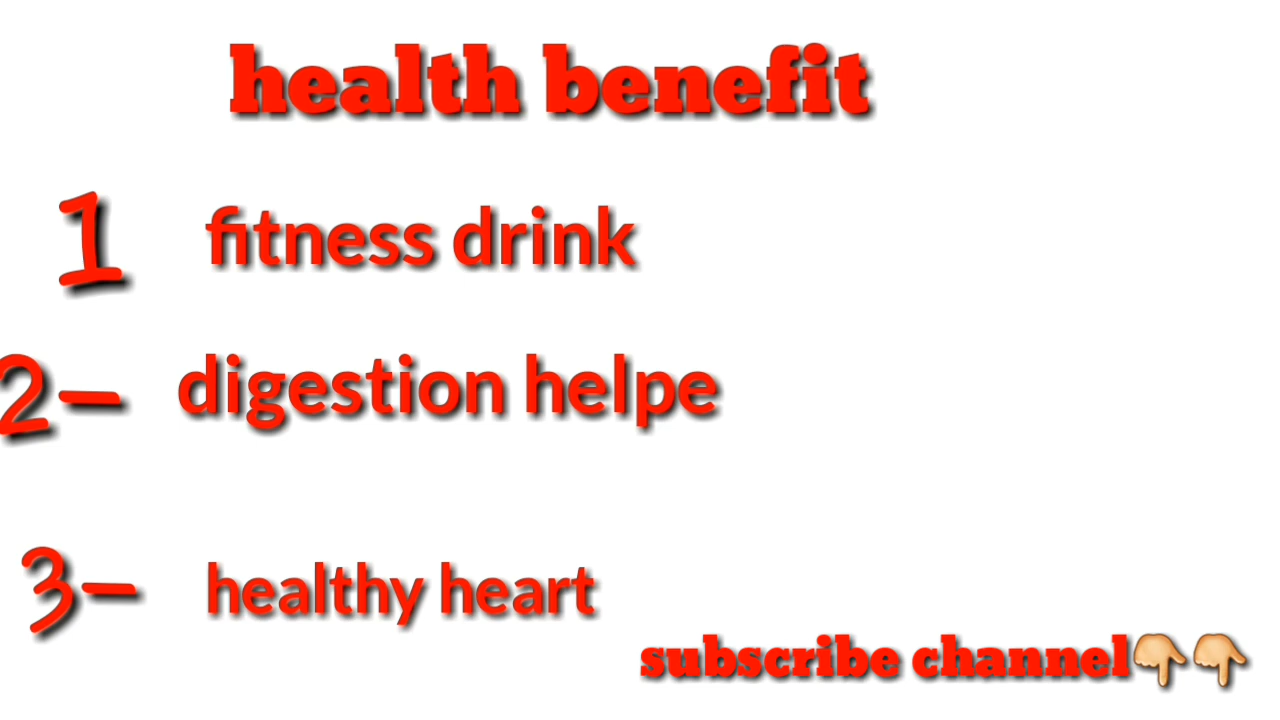 health benefit
1 fitness drink
2- digestion helpe
3- healthy heart
subscribe channel👇👇